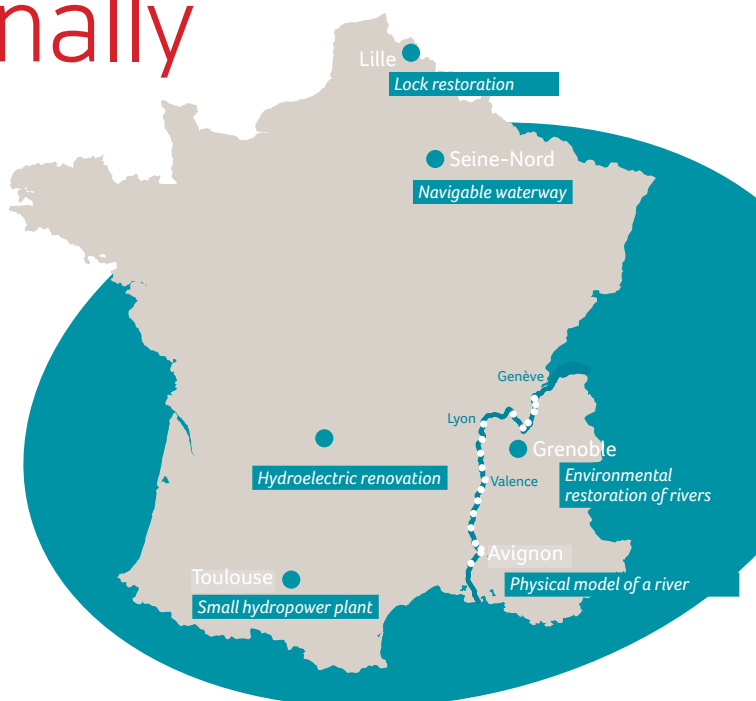 nally
Lille
Lock restoration
Seine-Nord
Navigable waterway
Genève
Lyon
Grenoble
Hydroelectric renovation
Valence
Environmental
restoration of rivers
Avignon
Toulouse
Physical model of a river
Small hydropower plant